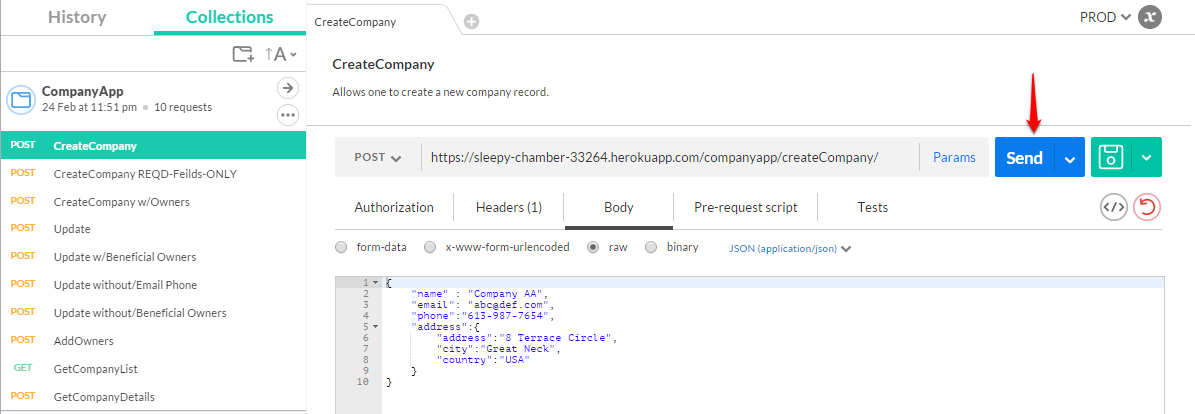 History Collections
↑A
CompanyApp
24 Feb at 11:51 pm 10 requests
POST CreateCompany
POST CreateCompany REQD-Feilds-ONLY
POST CreateCompany w/Owners
POST Update
POST Update w/Beneficial Owners
POST Update without/Email Phone
POST Update without/Beneficial Owners
POST AddOwners
GET GetCompanyList
POST GetCompanyDetails
CreateCompany
PROD
x
CreateCompany
Allows one to create a new company record.
POST https://sleepy-chamber-33264.herokuapp.com/companyapp/createCompany/ Params Send
Authorization Headers (1) Body Pre-request script Tests </>
form-data x-www-form-urlencoded raw binary JSON (application/json)
1 {
2 "name" : "Company AA",
3 "email": "abc@def.com",
4 "phone":"613-987-7654",
5 "address":{
6 "address":"8 Terrace Circle",
7 "city":"Great Neck",
8 "country":"USA"
9 }
10 }